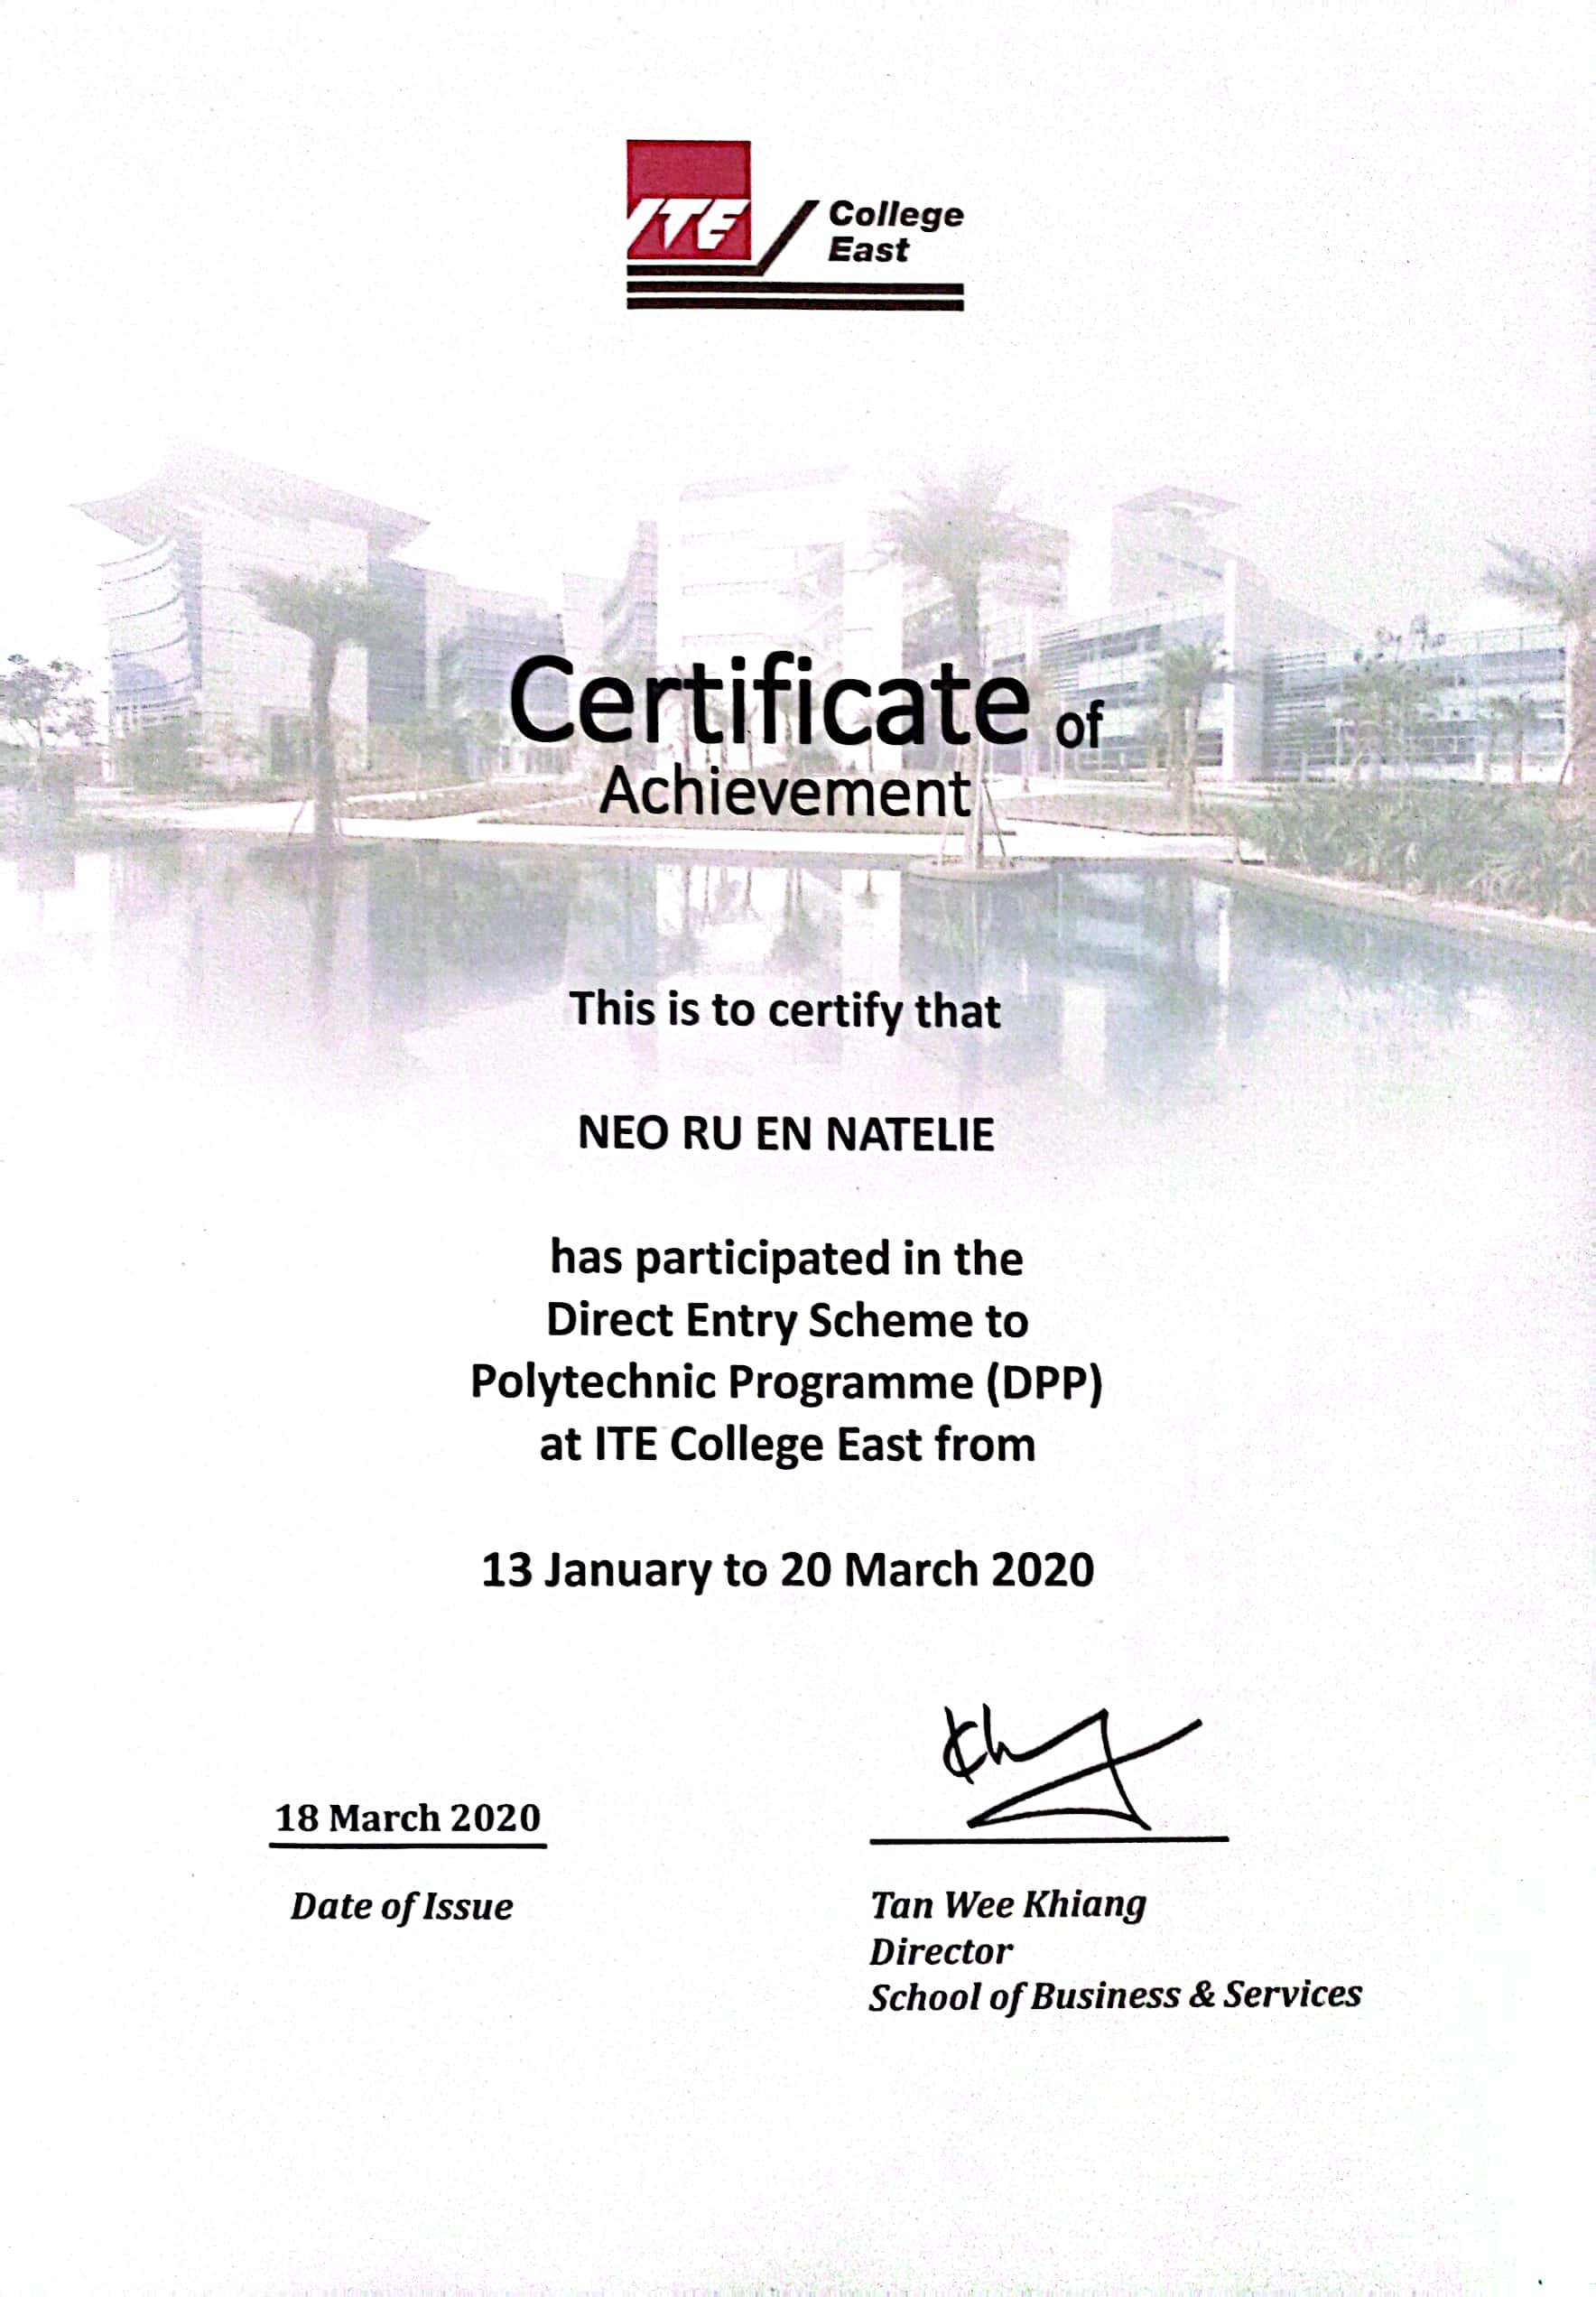 ITE College
East
Certificate of
Achievement
This is to certify that
NEO RU EN NATELIE
has participated in the
Direct Entry Scheme to
Polytechnic Programme (DPP)
at ITE College East from
13 January to 20 March 2020
18 March 2020
Date of Issue
Tan Wee Khiang
Director
School of Business & Services